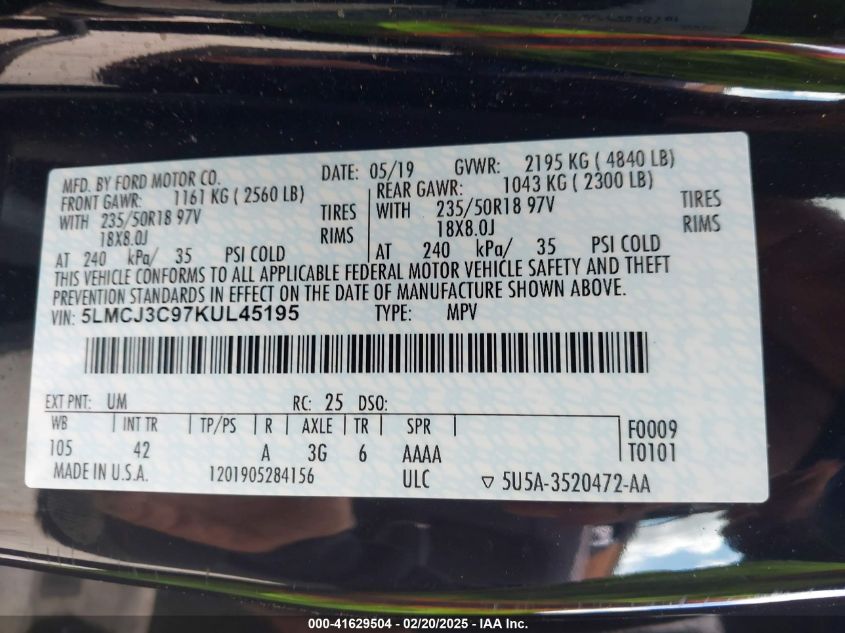 MFD. BY FORD MOTOR CO. DATE: 05/19 GVWR: 2195 KG ( 4840 LB)
FRONT GAWR: 1161 KG ( 2560 LB) REAR GAWR: 1043 KG ( 2300 LB)
WITH 235/50R18 97V TIRES WITH 235/50R18 97V TIRES
18X8.0J RIMS 18X8.0J RIMS
AT 240 kPa/ 35 PSI COLD AT 240 kPa/ 35 PSI COLD
THIS VEHICLE CONFORMS TO ALL APPLICABLE FEDERAL MOTOR VEHICLE SAFETY AND THEFT
PREVENTION STANDARDS IN EFFECT ON THE DATE OF MANUFACTURE SHOWN ABOVE.
VIN: 5LMCJ3C97KUL45195 TYPE: MPV
EXT PNT: UM RC: 25 DSO:
WB INT TR TP/PS R AXLE TR SPR F0009
105 42 A 3G 6 AAAA T0101
MADE IN U.S.A. 1201905284156 ULC ▽ 5U5A-3520472-AA
000-41629504 - 02/20/2025 - IAA Inc.